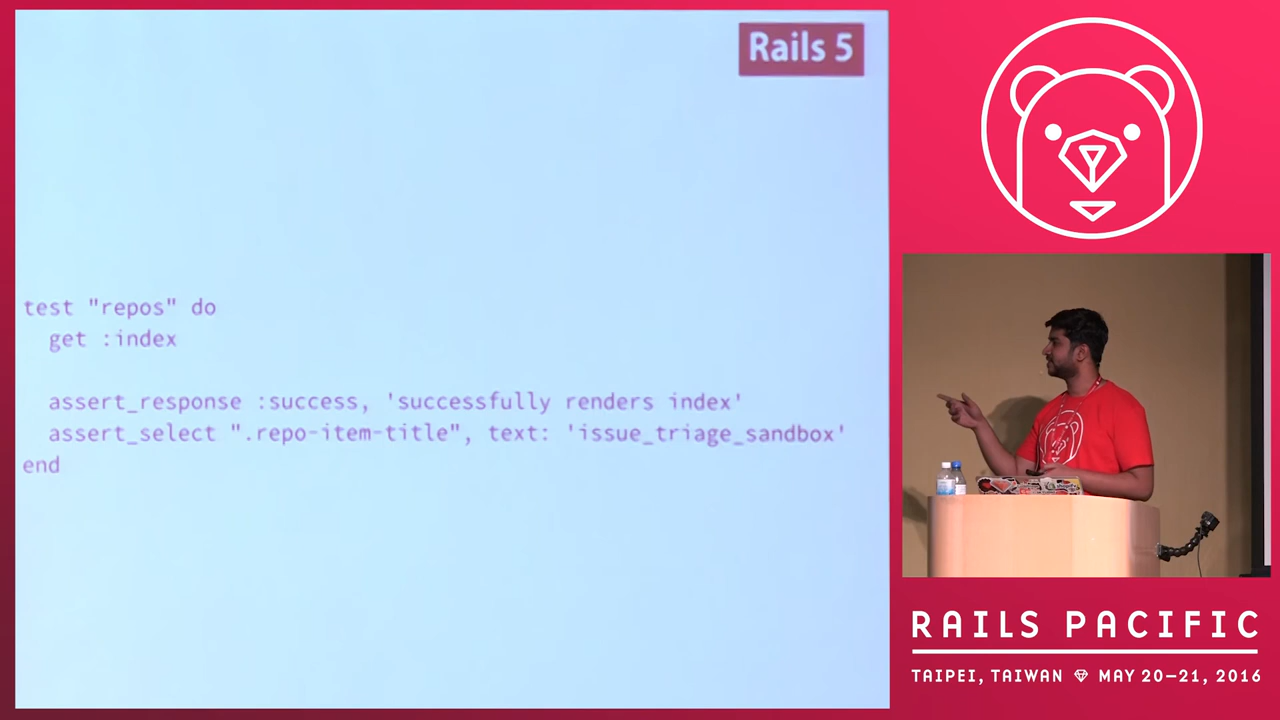 Rails 5
test "repos" do
get :index
assert_response :success, 'successfully renders index'
assert_select ".repo-item-title", text: 'issue_triage_sandbox'
end
RAILS PACIFIC
TAIPEI, TAIWAN MAY 20–21, 2016